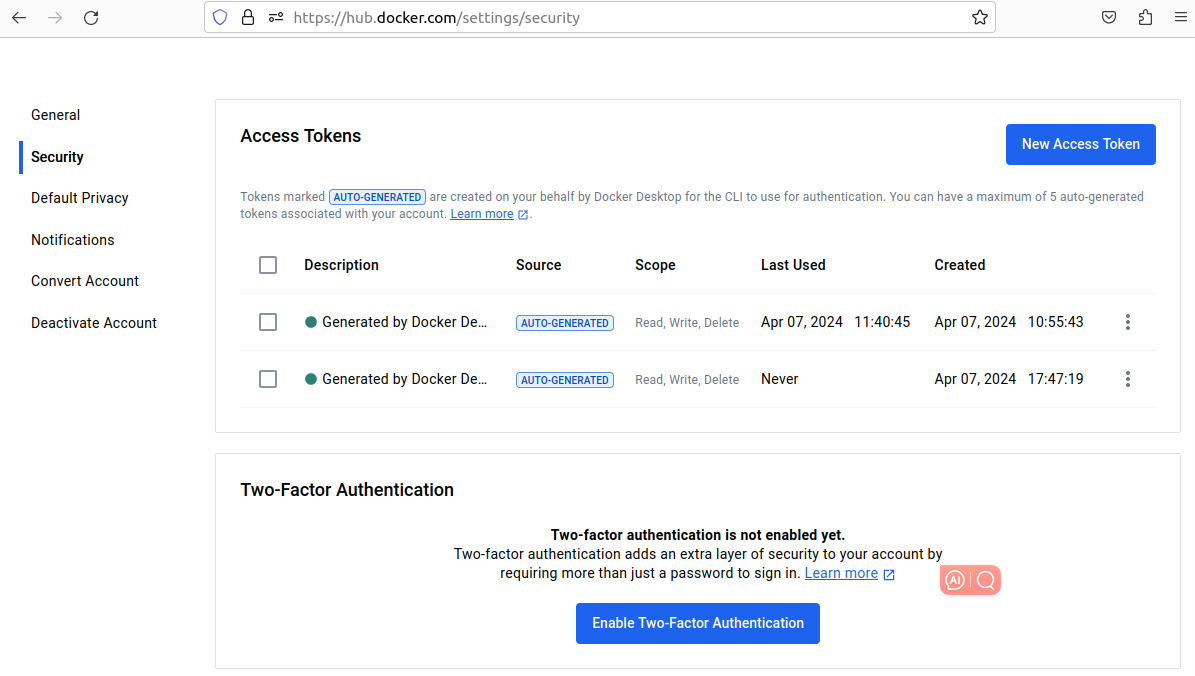 https://hub.docker.com/settings/security
General
Security
Default Privacy
Notifications
Convert Account
Deactivate Account
Access Tokens
New Access Token
Tokens marked AUTO-GENERATED are created on your behalf by Docker Desktop for the CLI to use for authentication. You can have a maximum of 5 auto-generated
tokens associated with your account. Learn more.
Description Source Scope Last Used Created
Generated by Docker De... AUTO-GENERATED Read, Write, Delete Apr 07, 2024 11:40:45 Apr 07, 2024 10:55:43
Generated by Docker De... AUTO-GENERATED Read, Write, Delete Never Apr 07, 2024 17:47:19
Two-Factor Authentication
Two-factor authentication is not enabled yet.
Two-factor authentication adds an extra layer of security to your account by
requiring more than just a password to sign in. Learn more
AI
Enable Two-Factor Authentication